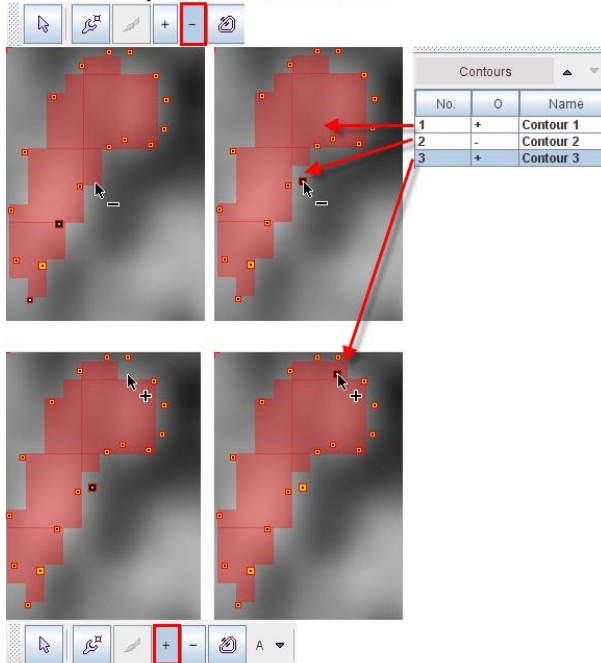 + −
Contours
No. O Name
1 + Contour 1
2 - Contour 2
3 + Contour 3
−
−
+
+
+ − A